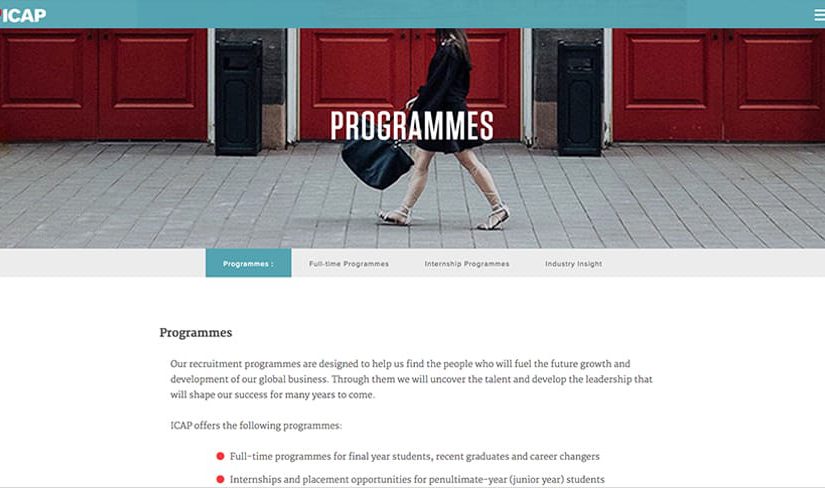 ICAP
PROGRAMMES
Programmes :
Full-time Programmes
Internship Programmes
Industry Insight
Programmes
Our recruitment programmes are designed to help us find the people who will fuel the future growth and
development of our global business. Through them we will uncover the talent and develop the leadership that
will shape our success for many years to come.
ICAP offers the following programmes:
Full-time programmes for final year students, recent graduates and career changers
Internships and placement opportunities for penultimate-year (junior year) students